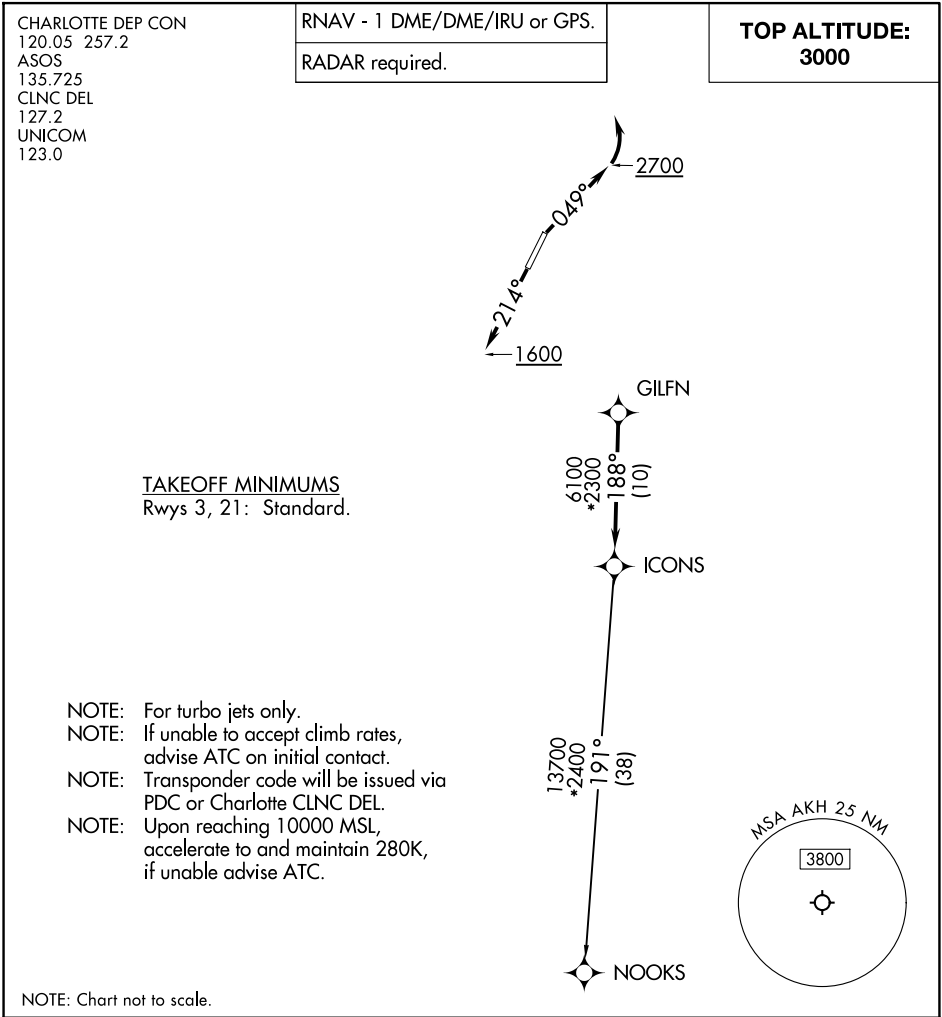 CHARLOTTE DEP CON
120.05 257.2
ASOS
135.725
CLNC DEL
127.2
UNICOM
123.0
RNAV - 1 DME/DME/IRU or GPS.
RADAR required.
TOP ALTITUDE:
3000
2700
049°
214°
1600
GILFN
6100
*2300
188°
(10)
TAKEOFF MINIMUMS
Rwys 3, 21: Standard.
ICONS
NOTE: For turbo jets only.
NOTE: If unable to accept climb rates,
advise ATC on initial contact.
NOTE: Transponder code will be issued via
PDC or Charlotte CLNC DEL.
NOTE: Upon reaching 10000 MSL,
accelerate to and maintain 280K,
if unable advise ATC.
13700
*2400
191°
(38)
MSA AKH 25 NM
3800
NOOKS
NOTE: Chart not to scale.